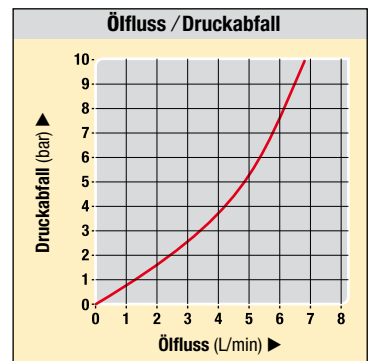 Ölfluss / Druckabfall
10
9
8
7
6
5
4
3
2
1
0
Druckabfall (bar) ▶
0 1 2 3 4 5 6 7 8
Ölfluss (L/min) ▶